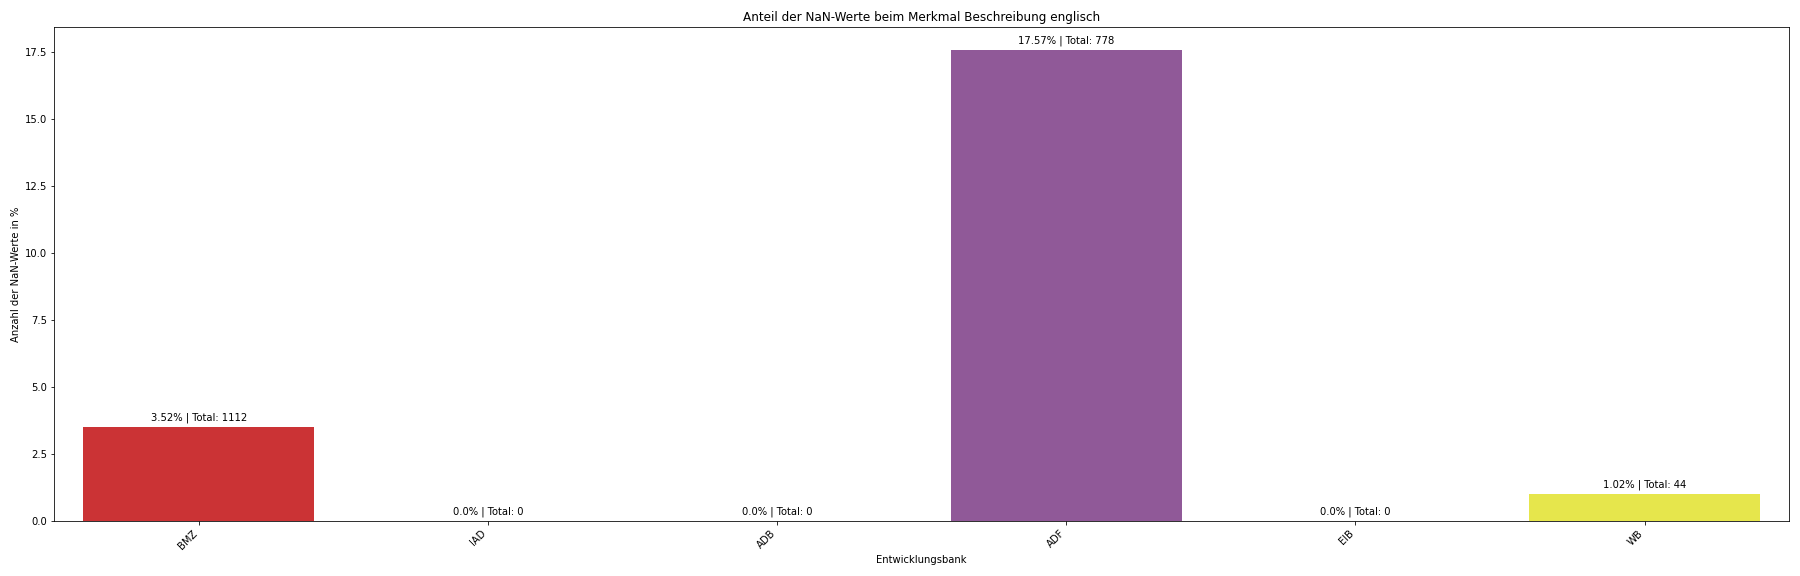 Anteil der NaN-Werte beim Merkmal Beschreibung englisch
Anzahl der NaN-Werte in %
17.5
15.0
12.5
10.0
7.5
5.0
2.5
0.0
3.52% | Total: 1112
0.0% | Total: 0
0.0% | Total: 0
17.57% | Total: 778
0.0% | Total: 0
1.02% | Total: 44
BMZ
IAD
ADB
ADF
EIB
WB
Entwicklungsbank